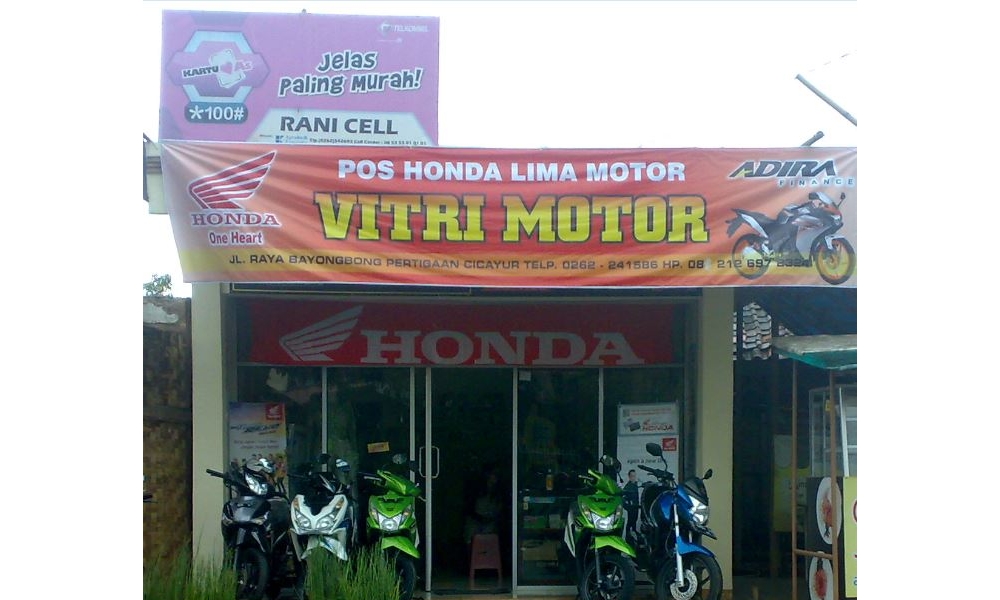 TELKOMSEL
KARTU As
Jelas
Paling Murah!
*100#
RANI CELL
POS HONDA LIMA MOTOR
ADIRA
FINANCE
VITRI MOTOR
HONDA
One Heart
JL. RAYA BAYONGBONG PERTIGAAN CICAYUR TELP. 0262 - 241586 HP. 08
HONDA
HONDA